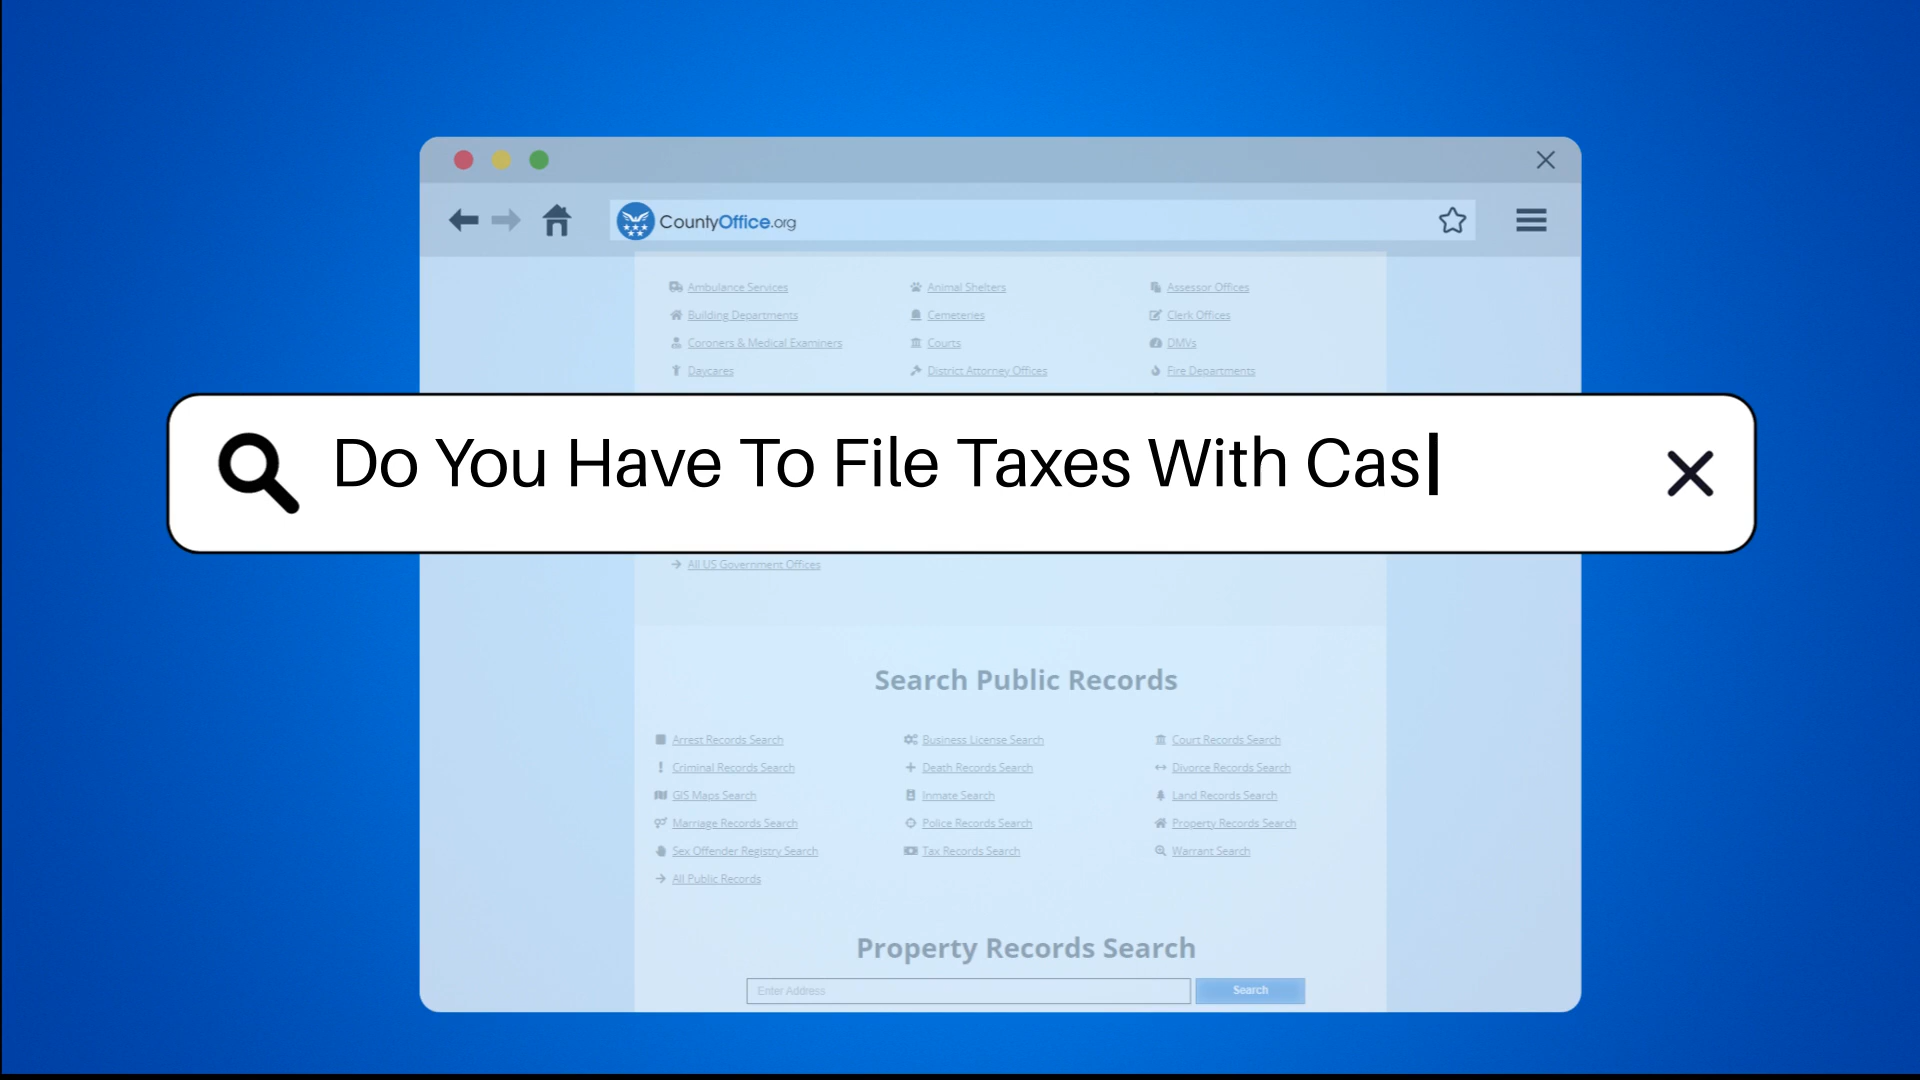 CountyOffice.org
Ambulance Services Animal Shelters Assessor Offices
Building Departments Cemeteries Clerk Offices
Coroners & Medical Examiners Courts DMVs
Daycares District Attorney Offices Fire Departments
Do You Have To File Taxes With Cas
All US Government Offices
Search Public Records
Arrest Records Search Business License Search Court Records Search
Criminal Records Search Death Records Search Divorce Records Search
GIS Maps Search Inmate Search Land Records Search
Marriage Records Search Police Records Search Property Records Search
Sex Offender Registry Search Tax Records Search Warrant Search
All Public Records
Property Records Search
Enter Address Search